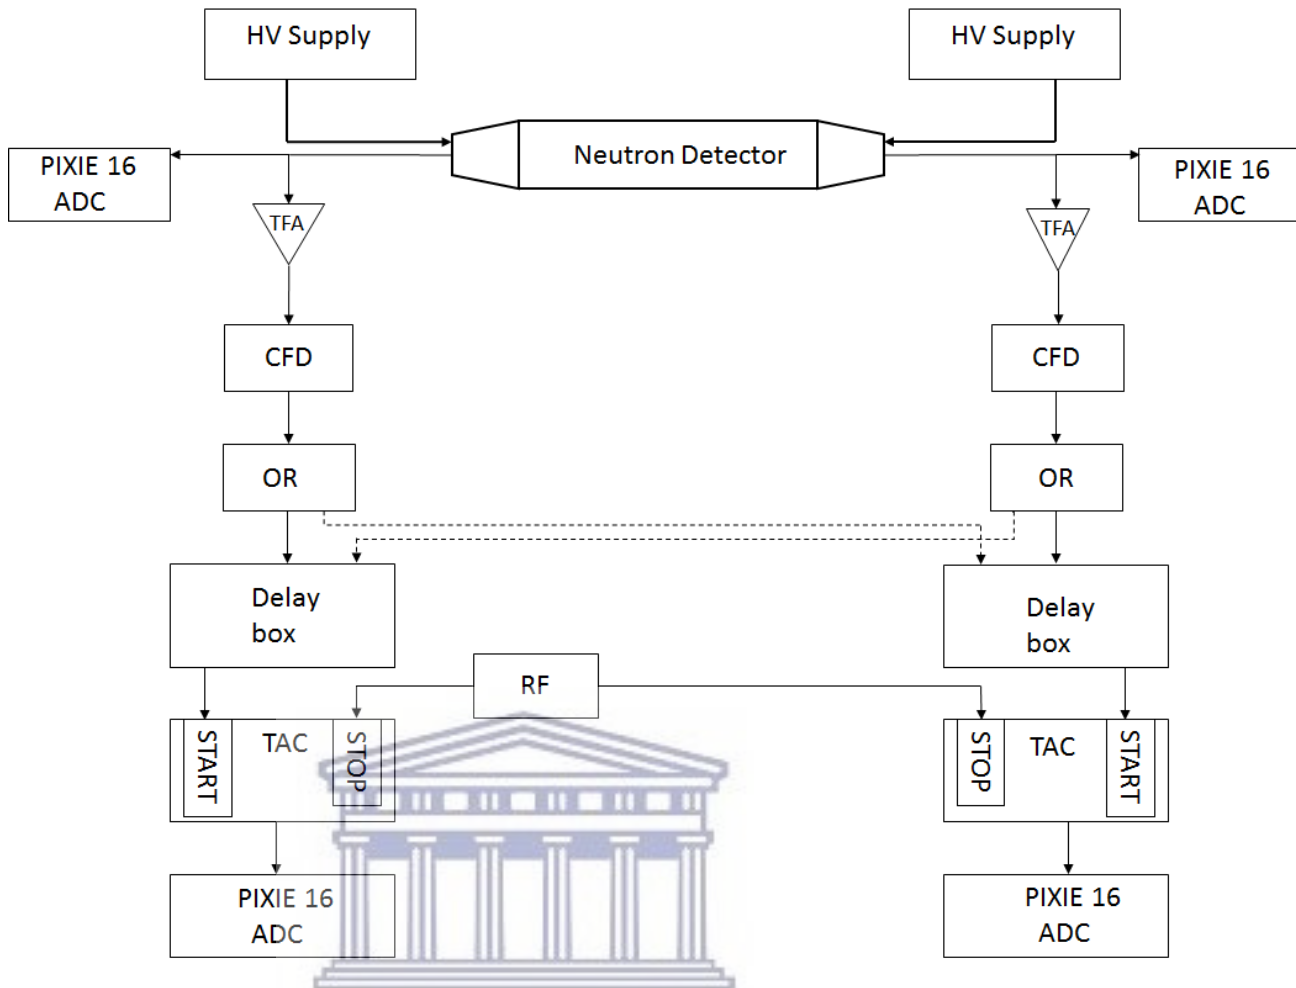 HV Supply
HV Supply
PIXIE 16
ADC
Neutron Detector
PIXIE 16
ADC
TFA
TFA
CFD
CFD
OR
OR
Delay
box
Delay
box
RF
START
TAC
STOP
STOP
TAC
START
PIXIE 16
ADC
PIXIE 16
ADC